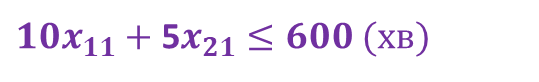 10x₁₁ + 5x₂₁ ≤ 600 (хв)